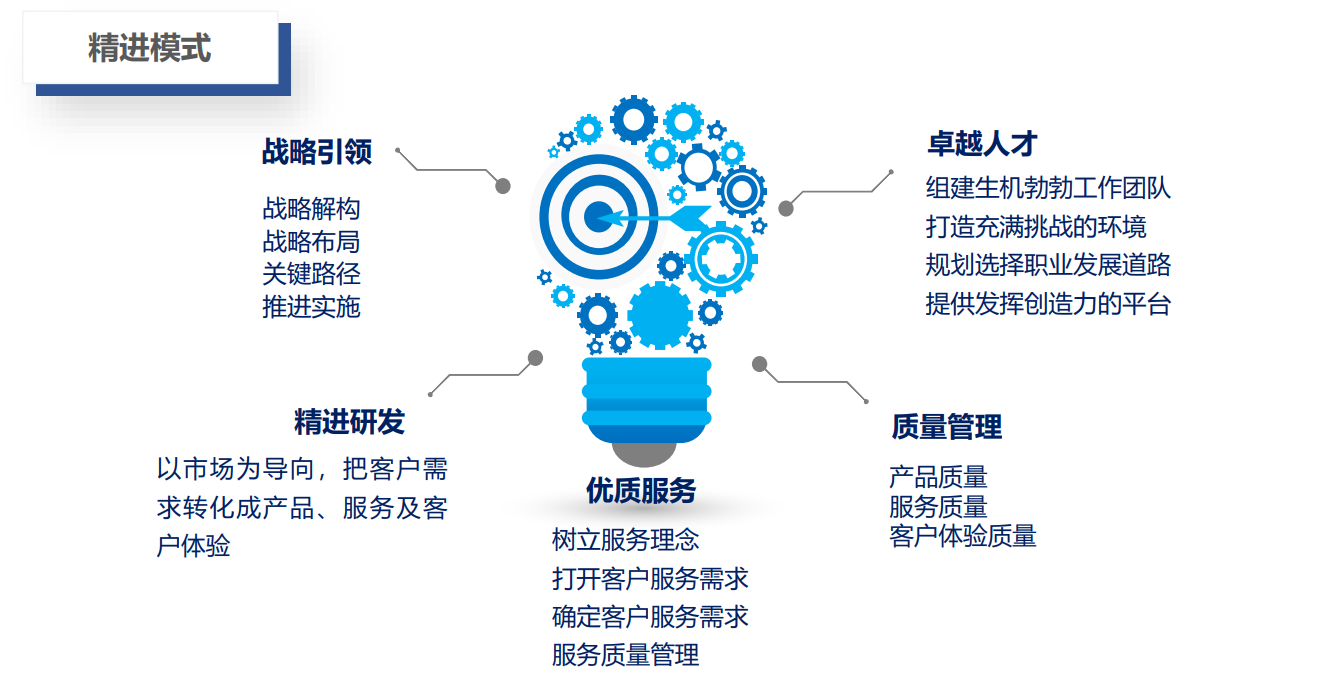 精进模式
战略引领
战略解构
战略布局
关键路径
推进实施
卓越人才
组建生机勃勃工作团队
打造充满挑战的环境
规划选择职业发展道路
提供发挥创造力的平台
精进研发
以市场为导向，把客户需
求转化成产品、服务及客
户体验
优质服务
树立服务理念
打开客户服务需求
确定客户服务需求
服务质量管理
质量管理
产品质量
服务质量
客户体验质量